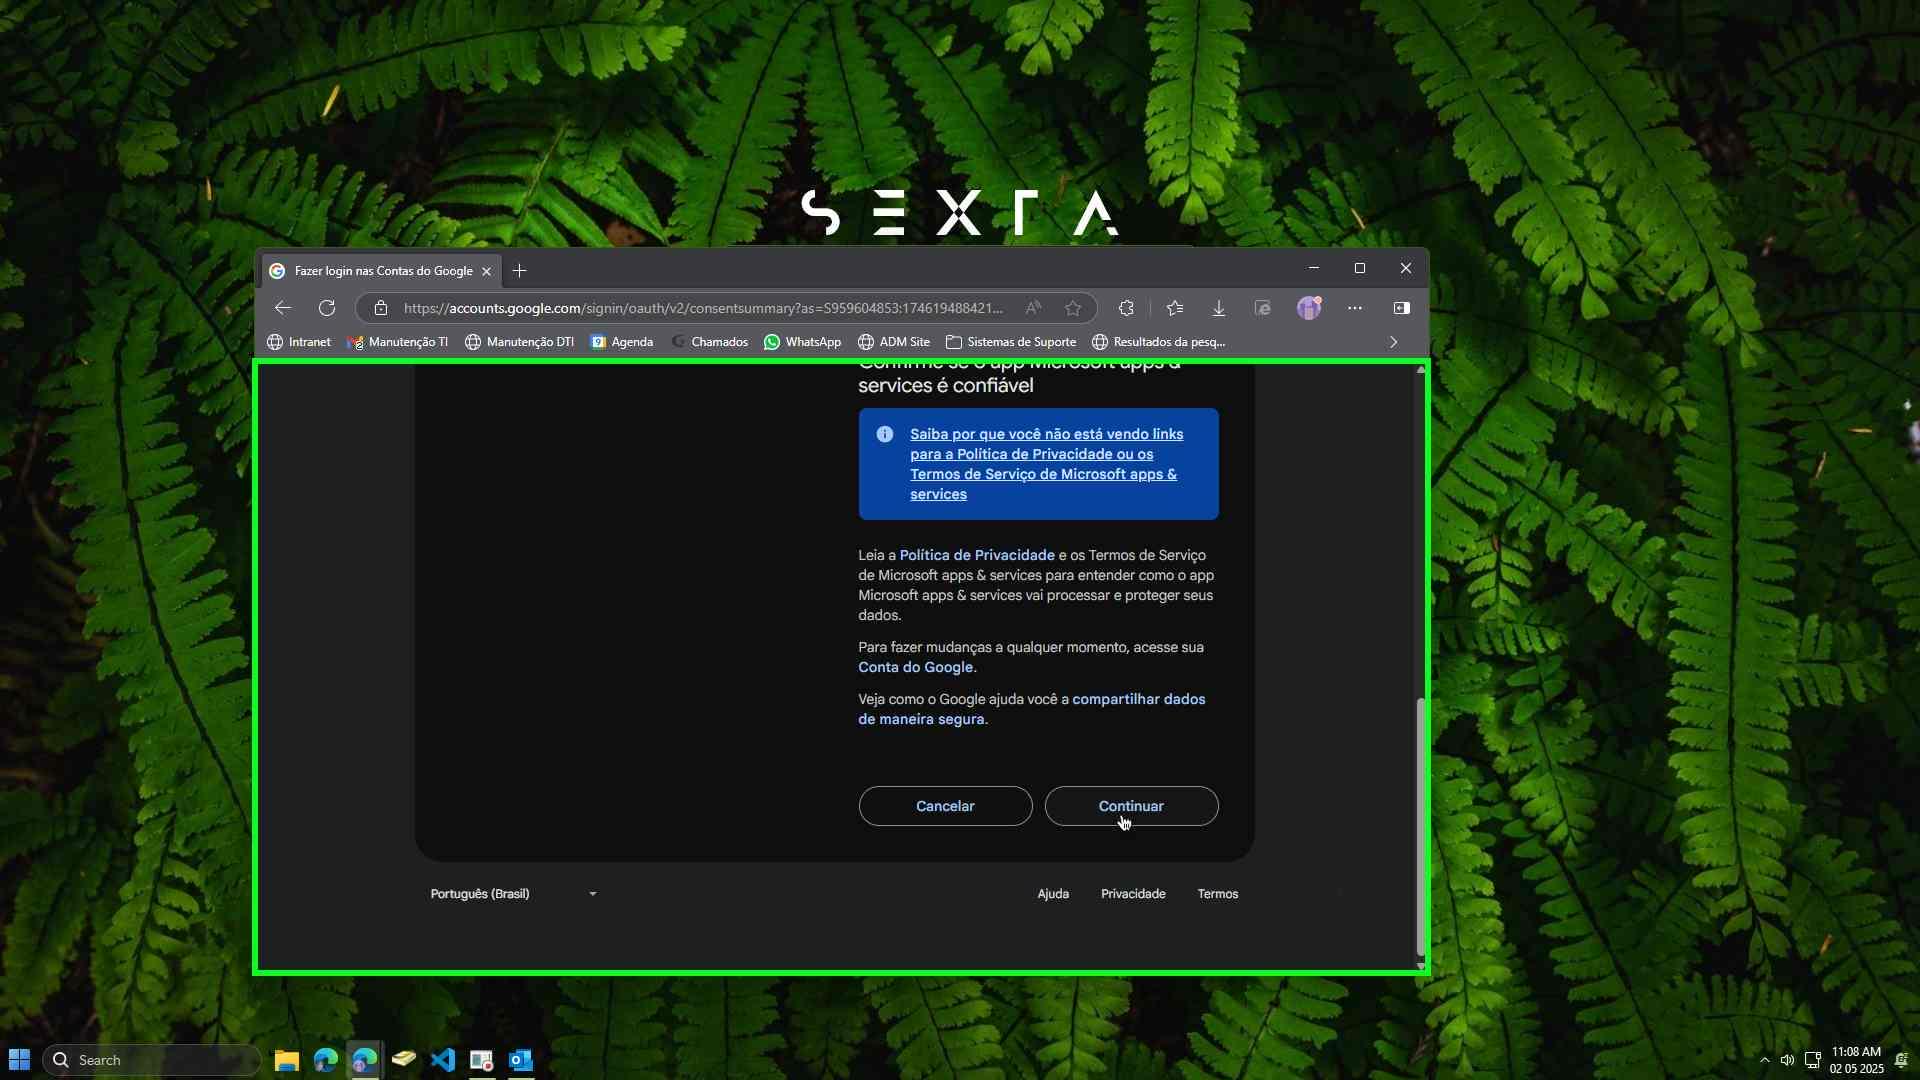 SEXTA
Fazer login nas Contas do Google
https://accounts.google.com/signin/oauth/v2/consentsummary?as=S959604853:174619488421...
Intranet
Manutenção TI
Manutenção DTI
Agenda
Chamados
WhatsApp
ADM Site
Sistemas de Suporte
Resultados da pesq...
Confirme se o app Microsoft apps &
services é confiável
Saiba por que você não está vendo links
para a Política de Privacidade ou os
Termos de Serviço de Microsoft apps &
services
Leia a Política de Privacidade e os Termos de Serviço
de Microsoft apps & services para entender como o app
Microsoft apps & services vai processar e proteger seus
dados.
Para fazer mudanças a qualquer momento, acesse sua
Conta do Google.
Veja como o Google ajuda você a compartilhar dados
de maneira segura.
Cancelar
Continuar
Português (Brasil)
Ajuda
Privacidade
Termos
Search
11:08 AM
02 05 2025